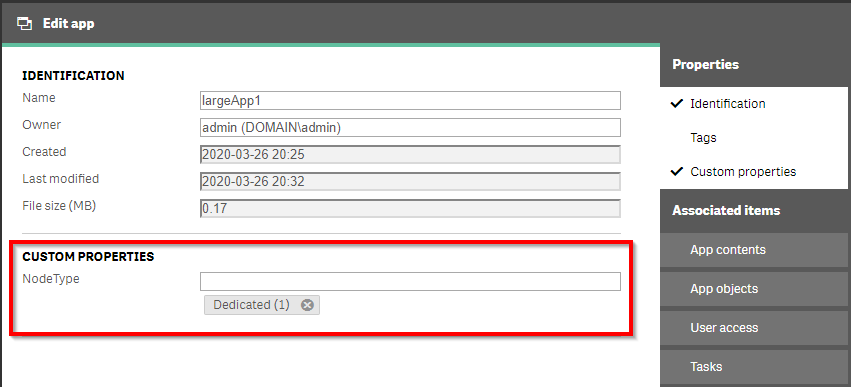 Edit app
IDENTIFICATION
Name
largeApp1
Owner
admin (DOMAIN\admin)
Created
2020-03-26 20:25
Last modified
2020-03-26 20:32
File size (MB)
0.17
CUSTOM PROPERTIES
NodeType
Dedicated (1)
Properties
Identification
Tags
Custom properties
Associated items
App contents
App objects
User access
Tasks